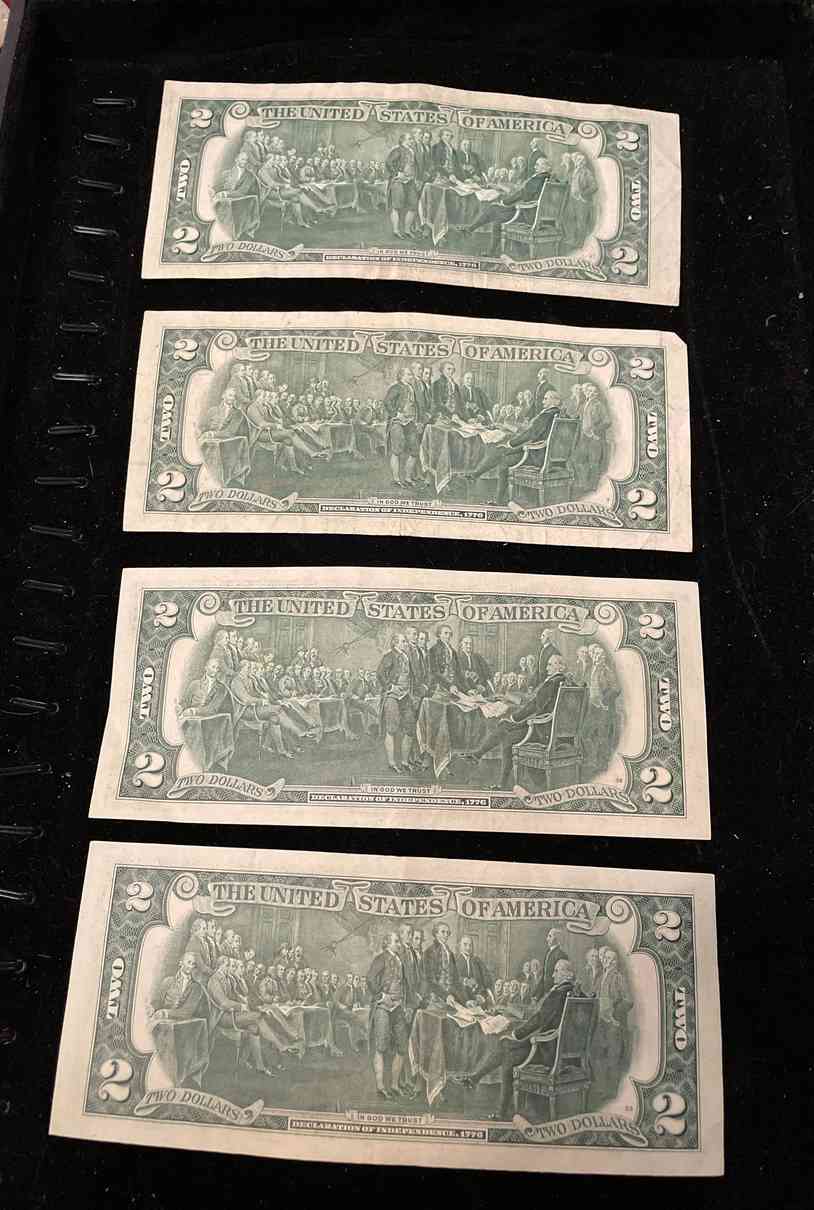 2 THE UNITED STATES OF AMERICA 2
TWO TWO
2 TWO DOLLARS IN GOD WE TRUST TWO DOLLARS 2
DECLARATION OF INDEPENDENCE, 1776
2 THE UNITED STATES OF AMERICA 2
TWO TWO
2 TWO DOLLARS IN GOD WE TRUST TWO DOLLARS 2
DECLARATION OF INDEPENDENCE, 1776
2 THE UNITED STATES OF AMERICA 2
TWO TWO
2 TWO DOLLARS IN GOD WE TRUST TWO DOLLARS 2
DECLARATION OF INDEPENDENCE, 1776
2 THE UNITED STATES OF AMERICA 2
TWO TWO
2 TWO DOLLARS IN GOD WE TRUST TWO DOLLARS 2
DECLARATION OF INDEPENDENCE, 1776